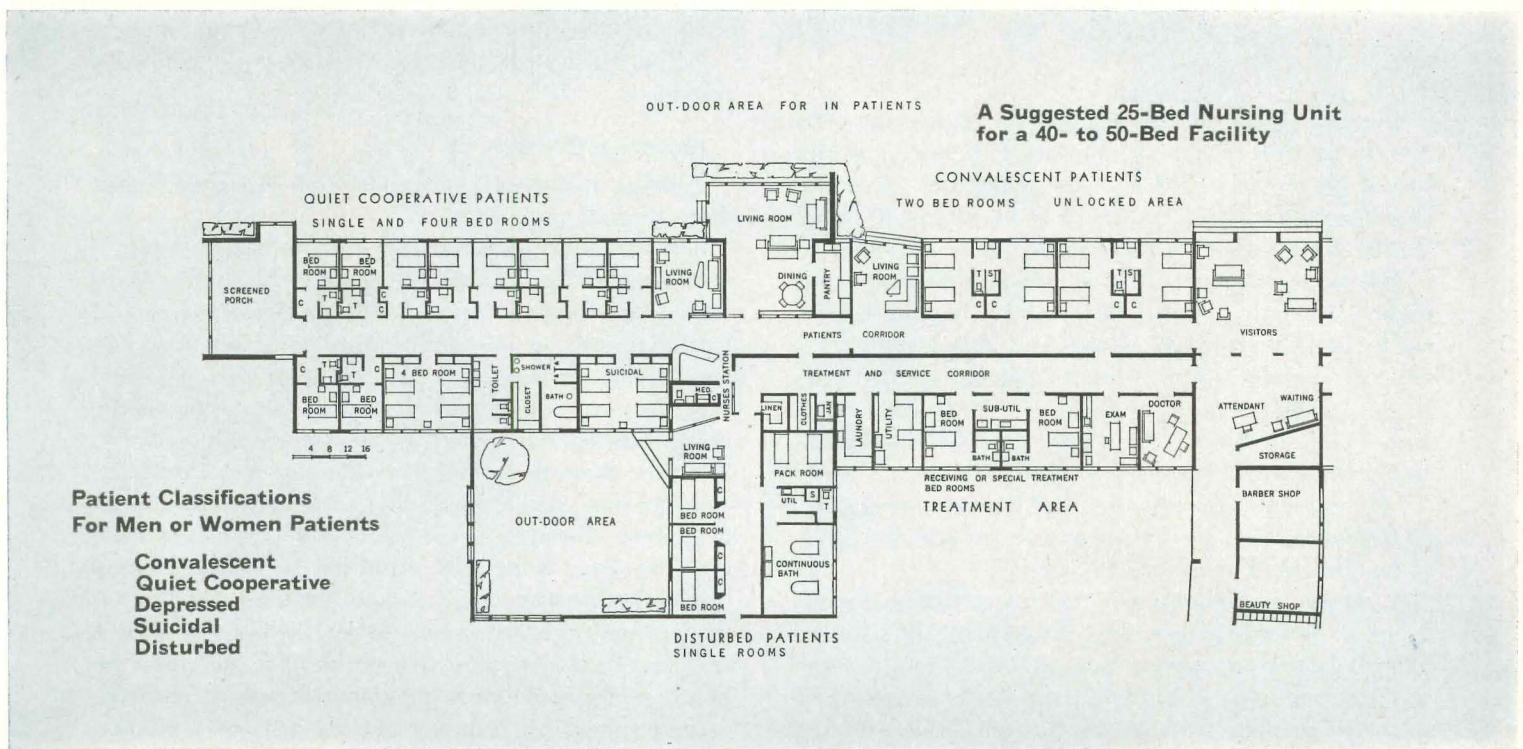 OUT-DOOR AREA FOR IN PATIENTS
A Suggested 25-Bed Nursing Unit
for a 40- to 50-Bed Facility
QUIET COOPERATIVE PATIENTS
SINGLE AND FOUR BED ROOMS
CONVALESCENT PATIENTS
TWO BED ROOMS UNLOCKED AREA
SCREENED
PORCH
BED
ROOM
BED
ROOM
C
T
T
C
C
LIVING
ROOM
LIVING ROOM
DINING
PANTRY
LIVING
ROOM
T
S
C
C
T
S
C
C
VISITORS
PATIENTS CORRIDOR
TREATMENT AND SERVICE CORRIDOR
C
T
T
C
BED
ROOM
BED
ROOM
4 BED ROOM
TOILET
SHOWER
CLOSET
BATH
SUICIDAL
NURSES STATION
MED.
C
LINEN
CLOTHES
JAN
LAUNDRY
UTILITY
BED
ROOM
SUB-UTIL
BED
ROOM
BATH
BATH
EXAM
DOCTOR
ATTENDANT
WAITING
STORAGE
4 8 12 16
LIVING
ROOM
PACK ROOM
RECEIVING OR SPECIAL TREATMENT
BED ROOMS
TREATMENT AREA
BARBER SHOP
BEAUTY SHOP
OUT-DOOR AREA
C
BED ROOM
BED ROOM
C
C
BED ROOM
UTIL
S
T
CONTINUOUS
BATH
DISTURBED PATIENTS
SINGLE ROOMS
Patient Classifications
For Men or Women Patients
Convalescent
Quiet Cooperative
Depressed
Suicidal
Disturbed